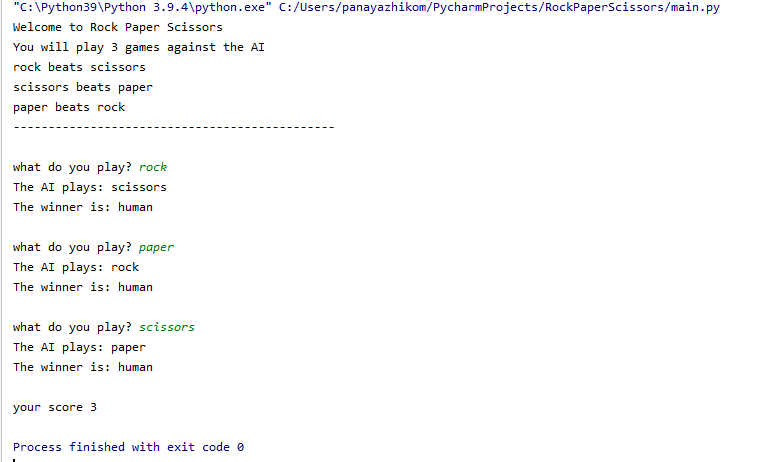 "C:\Python39\Python 3.9.4\python.exe" C:/Users/panayazhikom/PycharmProjects/RockPaperScissors/main.py
Welcome to Rock Paper Scissors
You will play 3 games against the AI
rock beats scissors
scissors beats paper
paper beats rock
----------------------------------------------
what do you play? rock
The AI plays: scissors
The winner is: human
what do you play? paper
The AI plays: rock
The winner is: human
what do you play? scissors
The AI plays: paper
The winner is: human
your score 3
Process finished with exit code 0